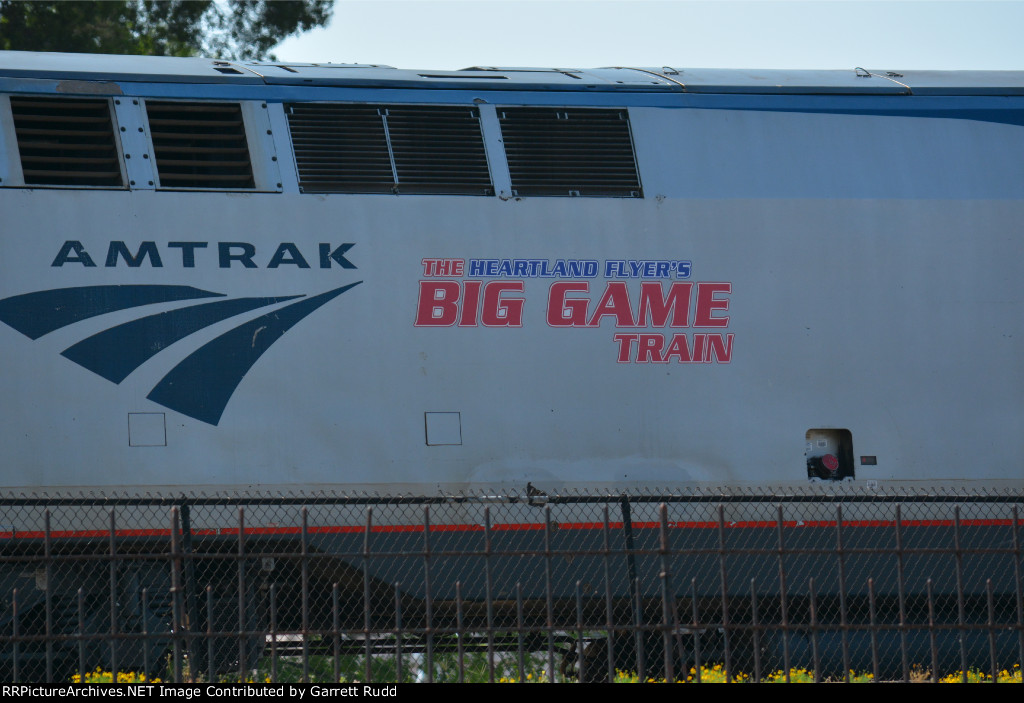 AMTRAK
THE HEARTLAND FLYER'S
BIG GAME
TRAIN
RRPictureArchives.NET Image Contributed by Garrett Rudd